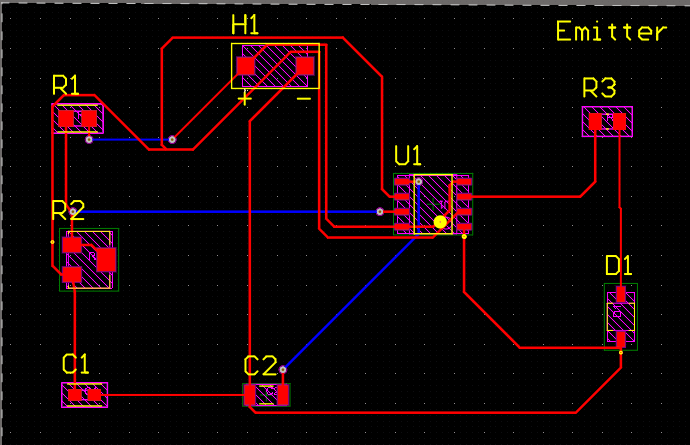 H1
Emitter
+ −
R1
R3
U1
R2
D1
C1
C2